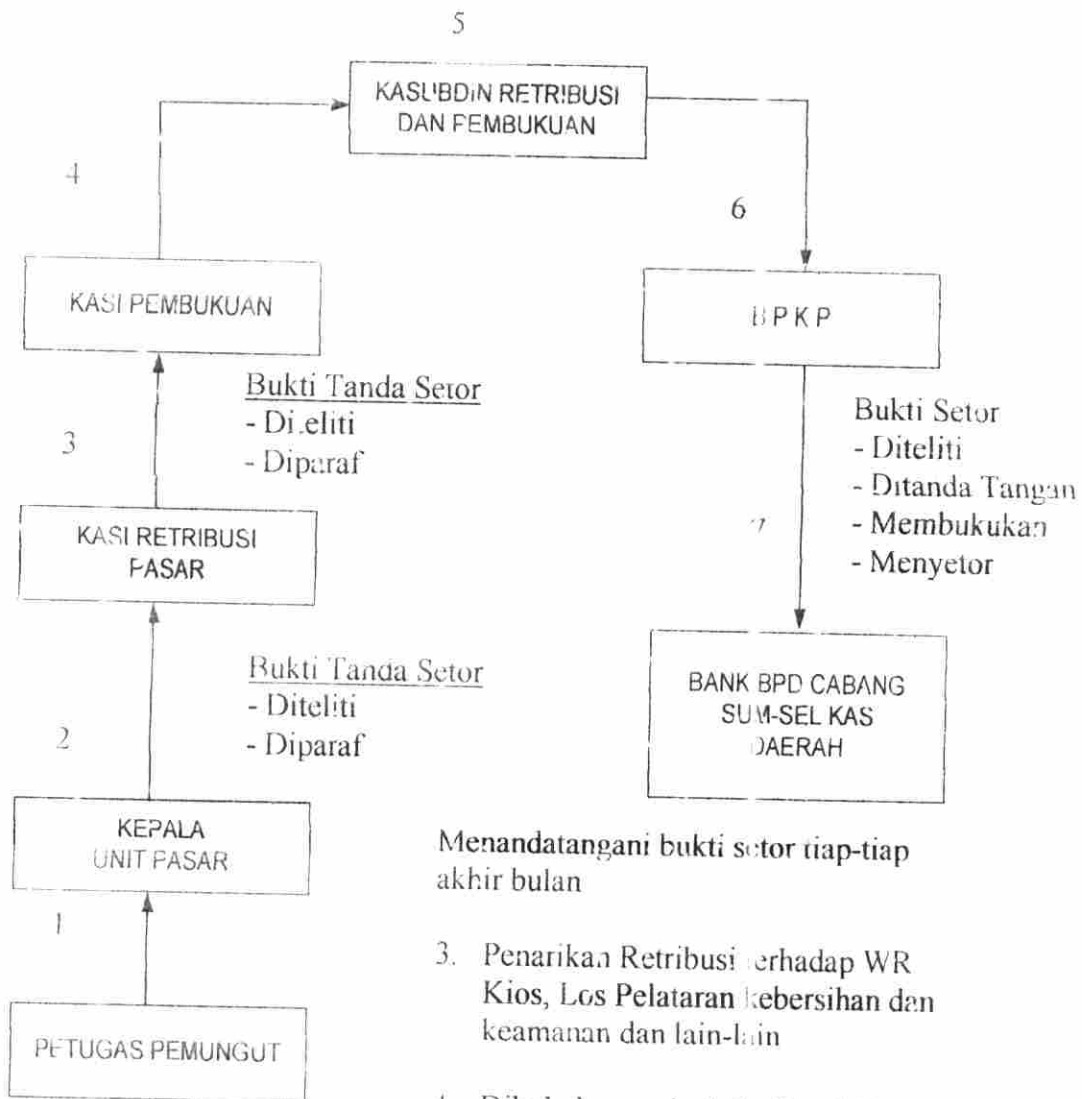 5
KASUBDIN RETRIBUSI
DAN PEMBUKUAN
4
6
KASI PEMBUKUAN
B P K P
Bukti Tanda Setor
- Diteliti
- Diparaf
3
Bukti Setor
- Diteliti
- Ditanda Tangan
- Membukukan
- Menyetor
7
KASI RETRIBUSI
PASAR
Bukti Tanda Setor
- Diteliti
- Diparaf
2
BANK BPD CABANG
SUM-SEL KAS
DAERAH
KEPALA
UNIT PASAR
Menandatangani bukti setor tiap-tiap
akhir bulan
1
3. Penarikan Retribusi terhadap WR
Kios, Los Pelataran kebersihan dan
keamanan dan lain-lain
PETUGAS PEMUNGUT